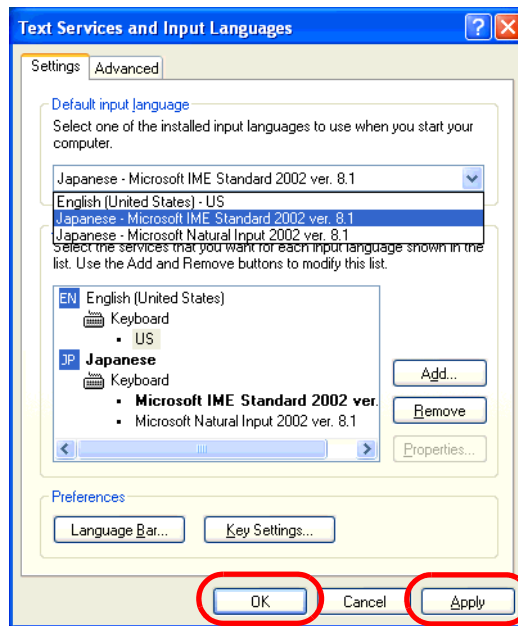 Text Services and Input Languages
Settings
Advanced
Default input language
Select one of the installed input languages to use when you start your
computer.
Japanese - Microsoft IME Standard 2002 ver. 8.1
English (United States) - US
Japanese - Microsoft IME Standard 2002 ver. 8.1
Japanese - Microsoft Natural Input 2002 ver. 8.1
Select the services that you want for each input language shown in the
list. Use the Add and Remove buttons to modify this list.
EN English (United States)
Keyboard
• US
JP Japanese
Keyboard
• Microsoft IME Standard 2002 ver.
• Microsoft Natural Input 2002 ver. 8.1
Add...
Remove
Properties...
Preferences
Language Bar...
Key Settings...
OK
Cancel
Apply